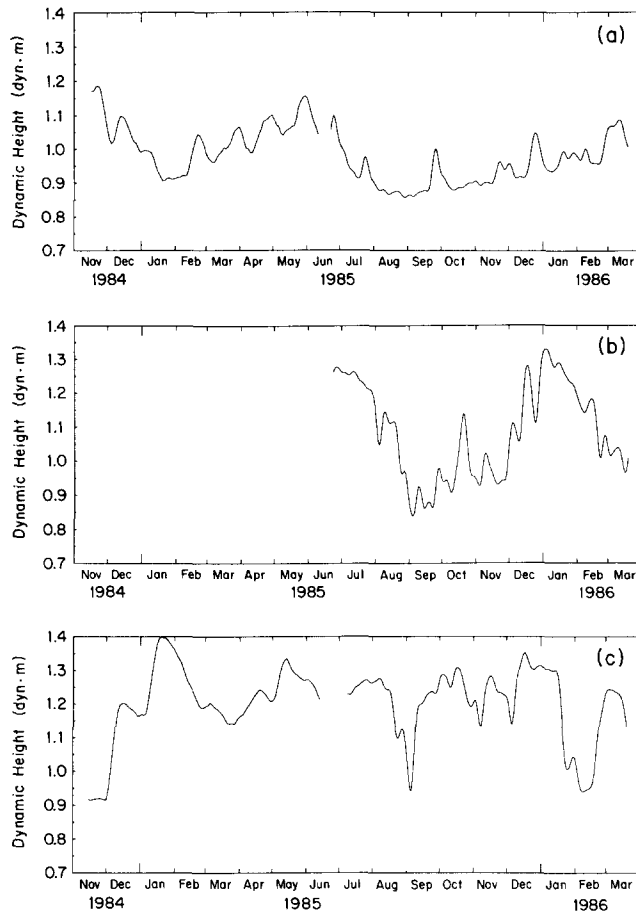 (a)
Dynamic Height (dyn·m)
1.4
1.3
1.2
1.1
1.0
0.9
0.8
0.7
Nov Dec Jan Feb Mar Apr May Jun Jul Aug Sep Oct Nov Dec Jan Feb Mar
1984 1985 1986
(b)
Dynamic Height (dyn·m)
1.4
1.3
1.2
1.1
1.0
0.9
0.8
0.7
Nov Dec Jan Feb Mar Apr May Jun Jul Aug Sep Oct Nov Dec Jan Feb Mar
1984 1985 1986
(c)
Dynamic Height (dyn·m)
1.4
1.3
1.2
1.1
1.0
0.9
0.8
0.7
Nov Dec Jan Feb Mar Apr May Jun Jul Aug Sep Oct Nov Dec Jan Feb Mar
1984 1985 1986